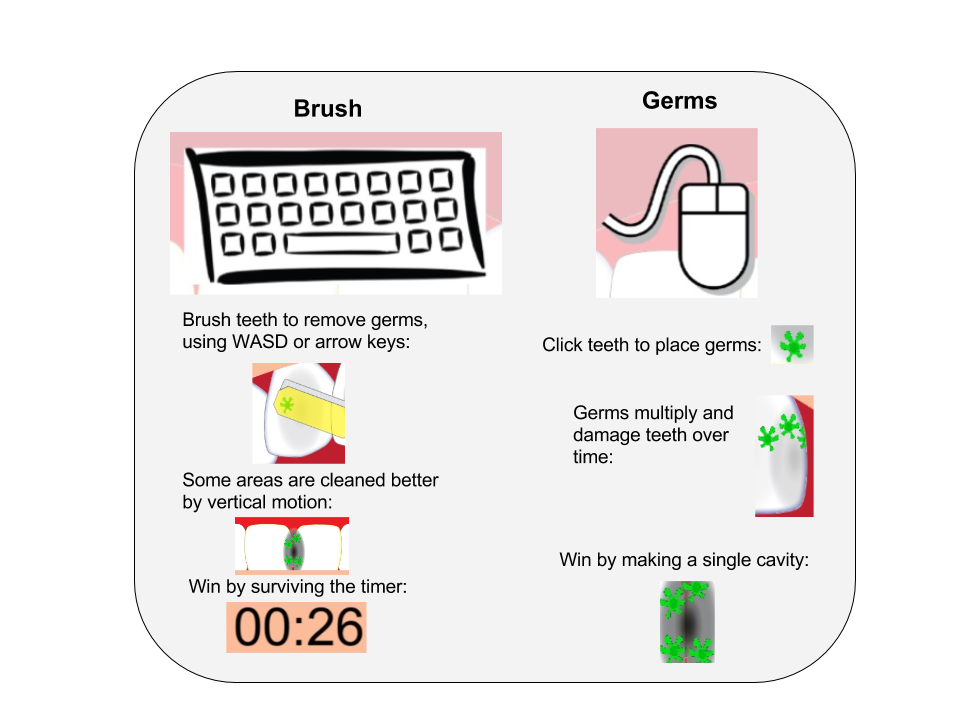 Brush
Brush teeth to remove germs,
using WASD or arrow keys:
Some areas are cleaned better
by vertical motion:
Win by surviving the timer:
00:26
Germs
Click teeth to place germs:
Germs multiply and
damage teeth over
time:
Win by making a single cavity: